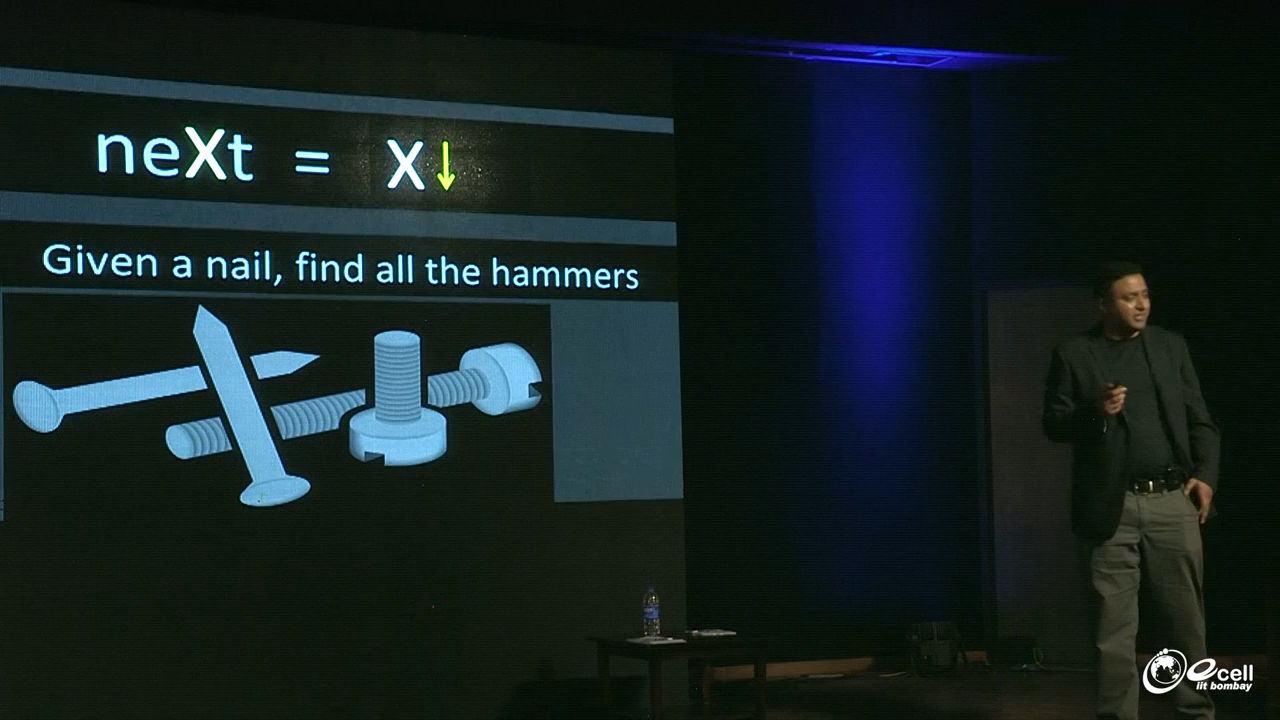 neXt = X↓
Given a nail, find all the hammers
ecell
iit bombay